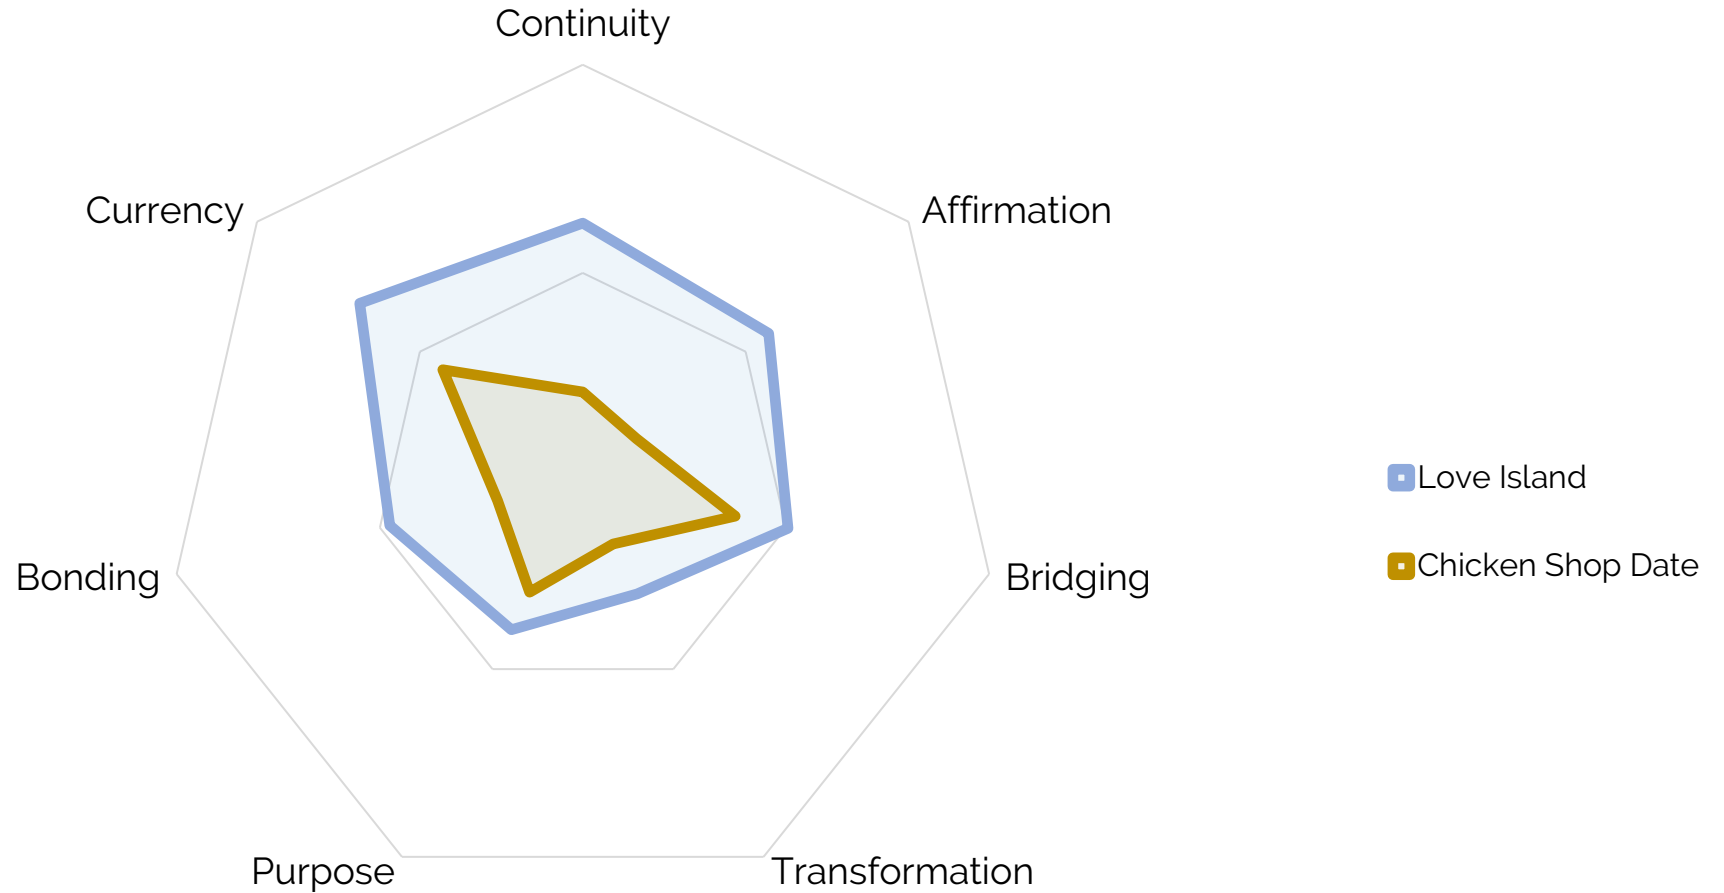 Continuity
Currency
Affirmation
Love Island
Chicken Shop Date
Bonding
Bridging
Purpose
Transformation